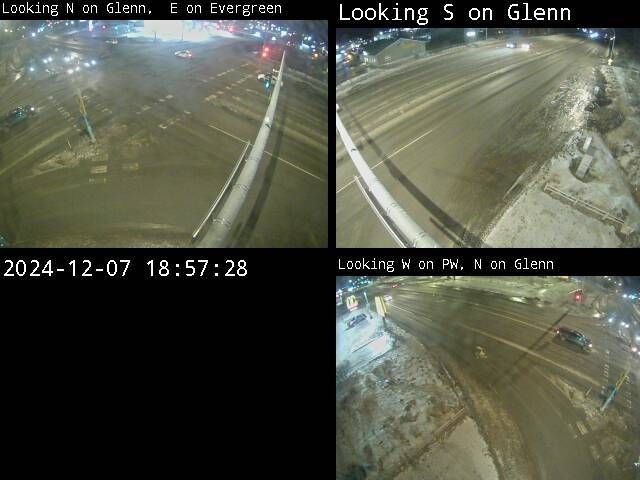 Looking N on Glenn, E on Evergreen
Looking S on Glenn
2024-12-07 18:57:28
Looking W on PW, N on Glenn